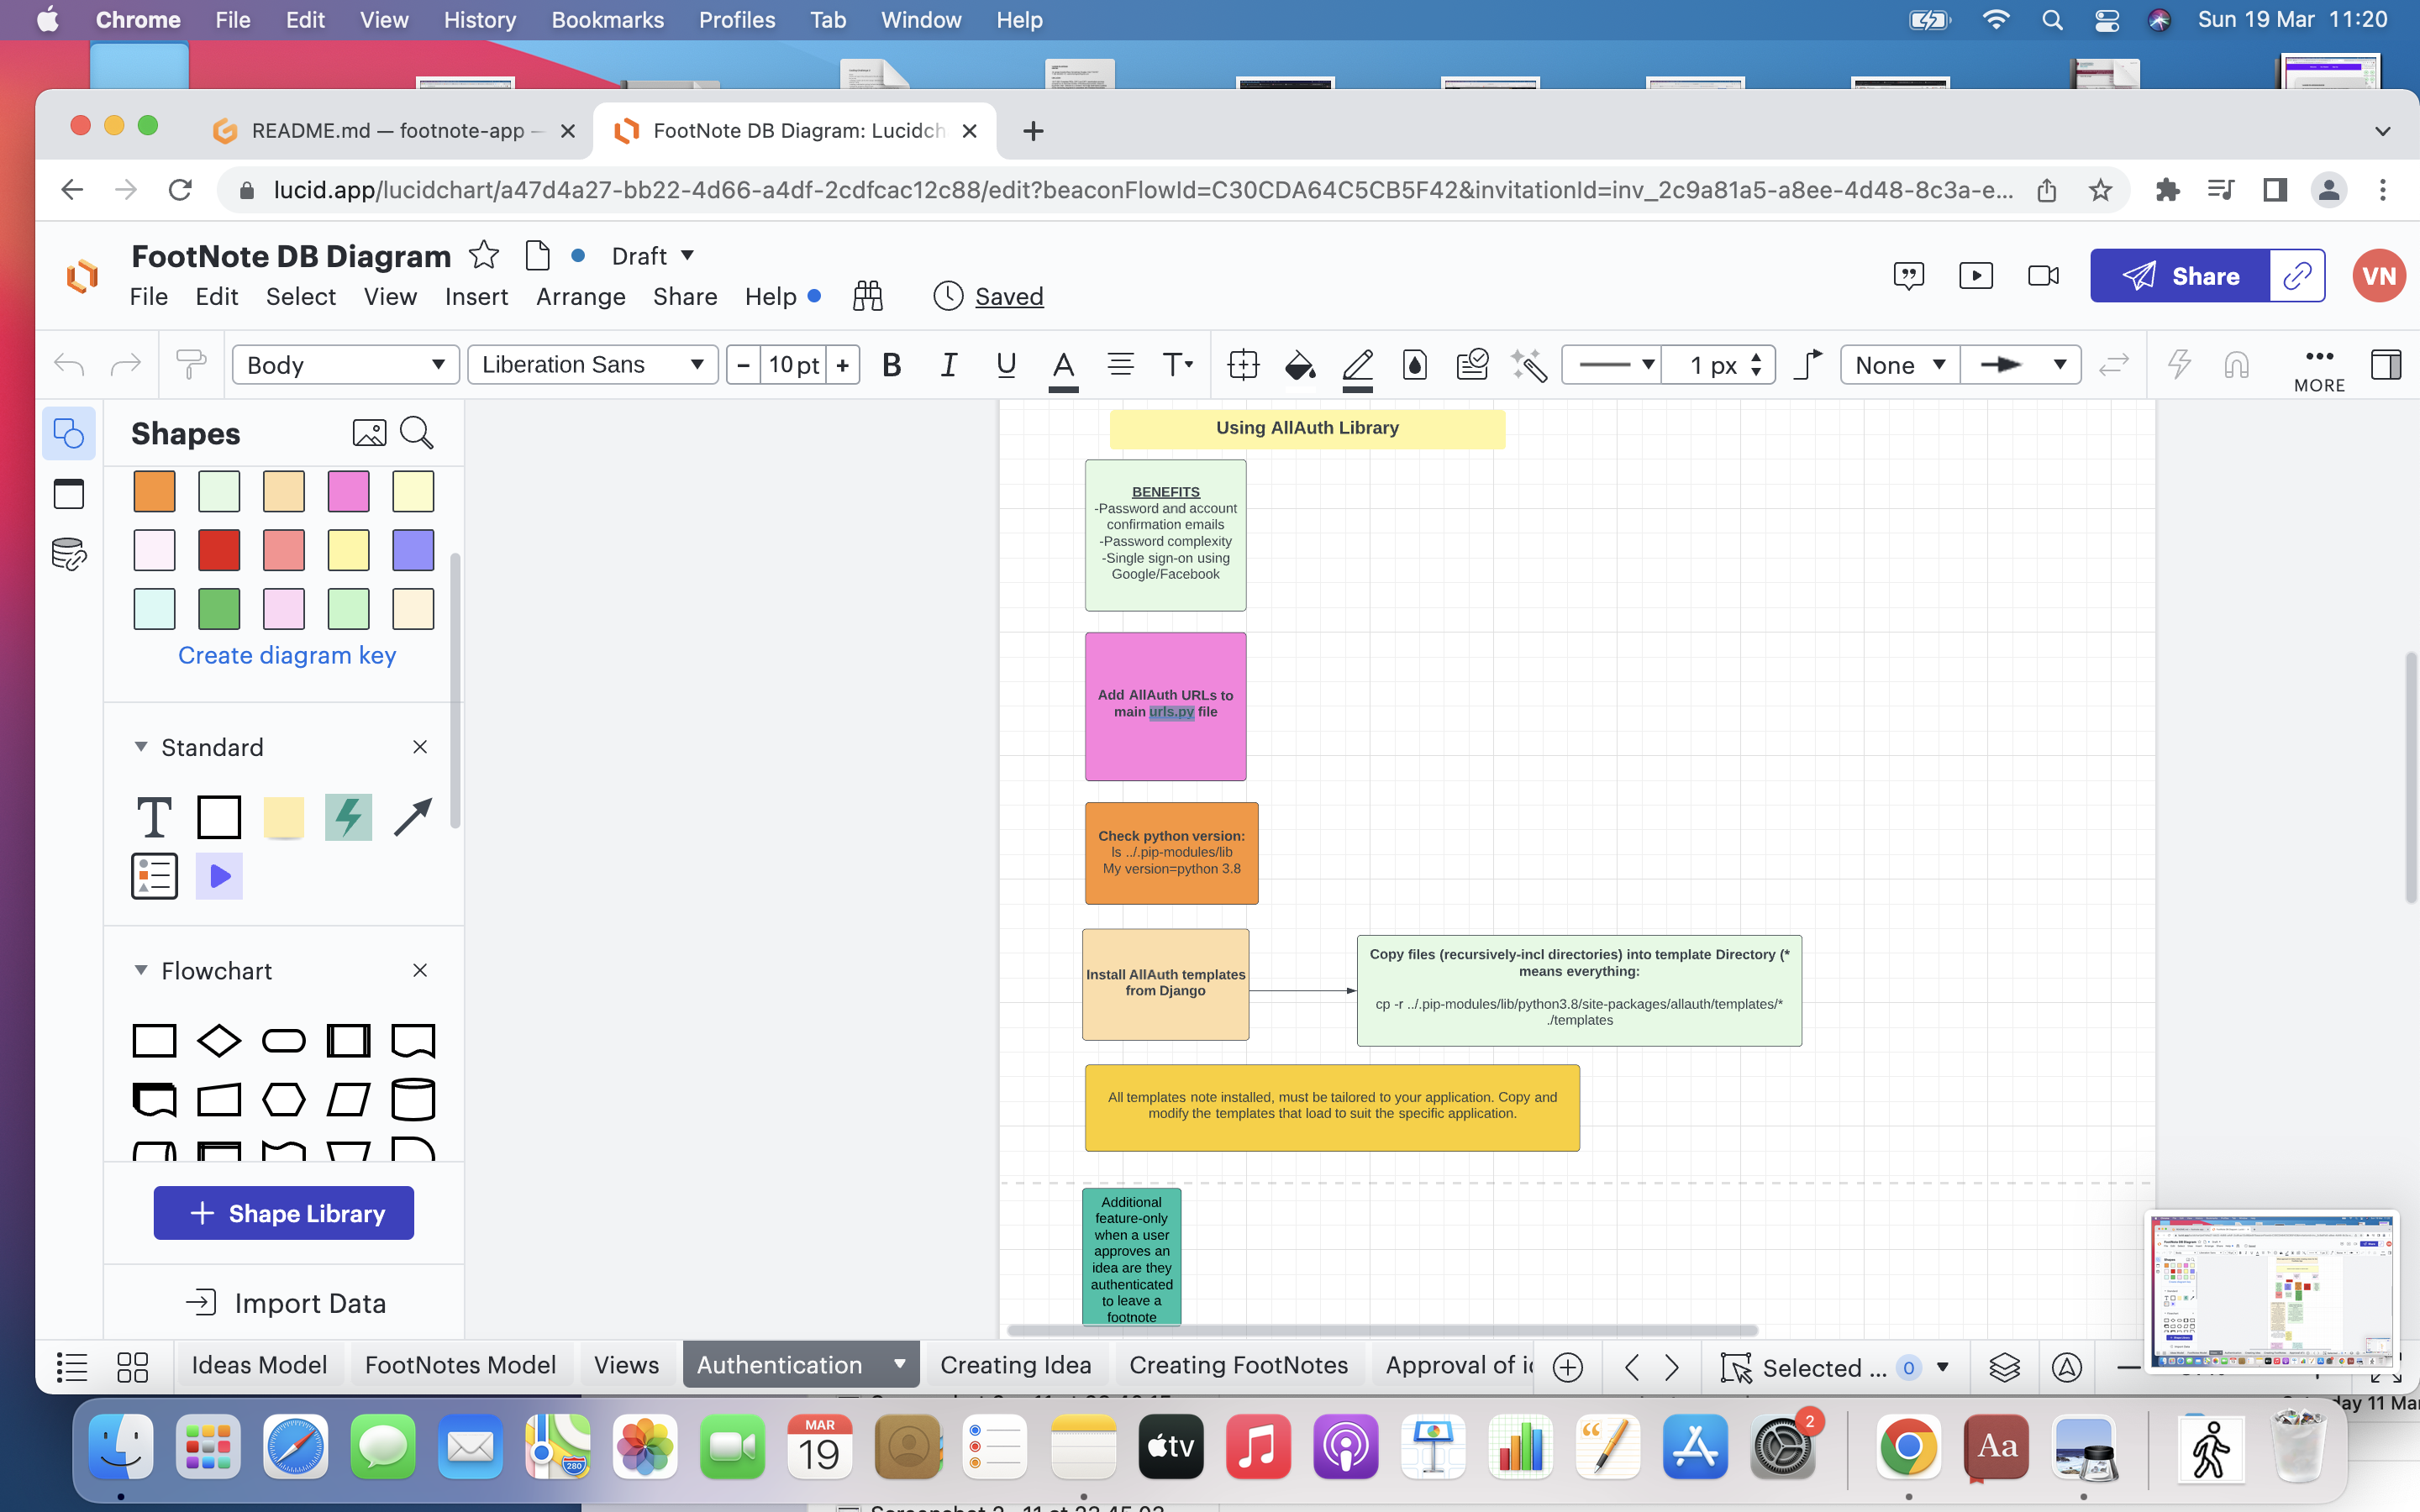 Chrome File Edit View History Bookmarks Profiles Tab Window Help
Sun 19 Mar 11:20
README.md — footnote-app —
FootNote DB Diagram: Lucidch
lucid.app/lucidchart/a47d4a27-bb22-4d66-a4df-2cdfcac12c88/edit?beaconFlowId=C30CDA64C5CB5F42&invitationId=inv_2c9a81a5-a8ee-4d48-8c3a-e...
FootNote DB Diagram
Draft
File Edit Select View Insert Arrange Share Help
Saved
Share
VN
Body
Liberation Sans
- 10 pt +
B I U A T
1 px
None
MORE
Shapes
Create diagram key
Standard
T
Flowchart
+ Shape Library
Import Data
Using AllAuth Library
BENEFITS
-Password and account
confirmation emails
-Password complexity
-Single sign-on using
Google/Facebook
Add AllAuth URLs to
main urls.py file
Check python version:
ls ../.pip-modules/lib
My version=python 3.8
Install AllAuth templates
from Django
Copy files (recursively-incl directories) into template Directory (*
means everything:
cp -r ../.pip-modules/lib/python3.8/site-packages/allauth/templates/*
./templates
All templates note installed, must be tailored to your application. Copy and
modify the templates that load to suit the specific application.
Additional
feature-only
when a user
approves an
idea are they
authenticated
to leave a
footnote
Ideas Model
FootNotes Model
Views
Authentication
Creating Idea
Creating FootNotes
Approval of ic
Selected ... 0
day 11 Ma
MAR
19
280
tv
2
Aa